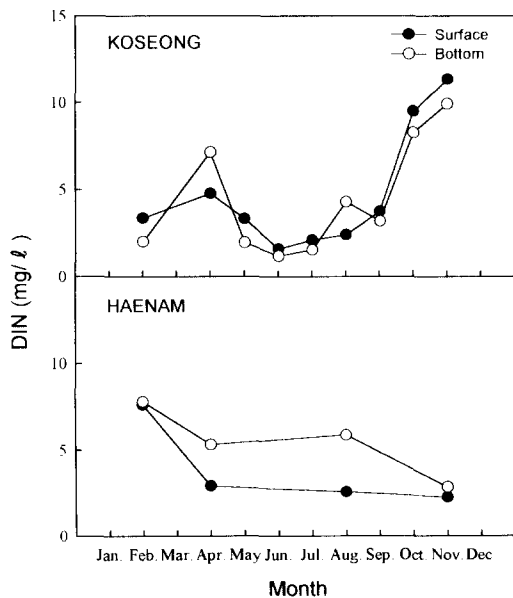 15
KOSEONG
Surface
Bottom
10
5
0
DIN (mg/ℓ)
HAENAM
10
5
0
Jan. Feb. Mar. Apr. May Jun. Jul. Aug. Sep. Oct. Nov. Dec
Month